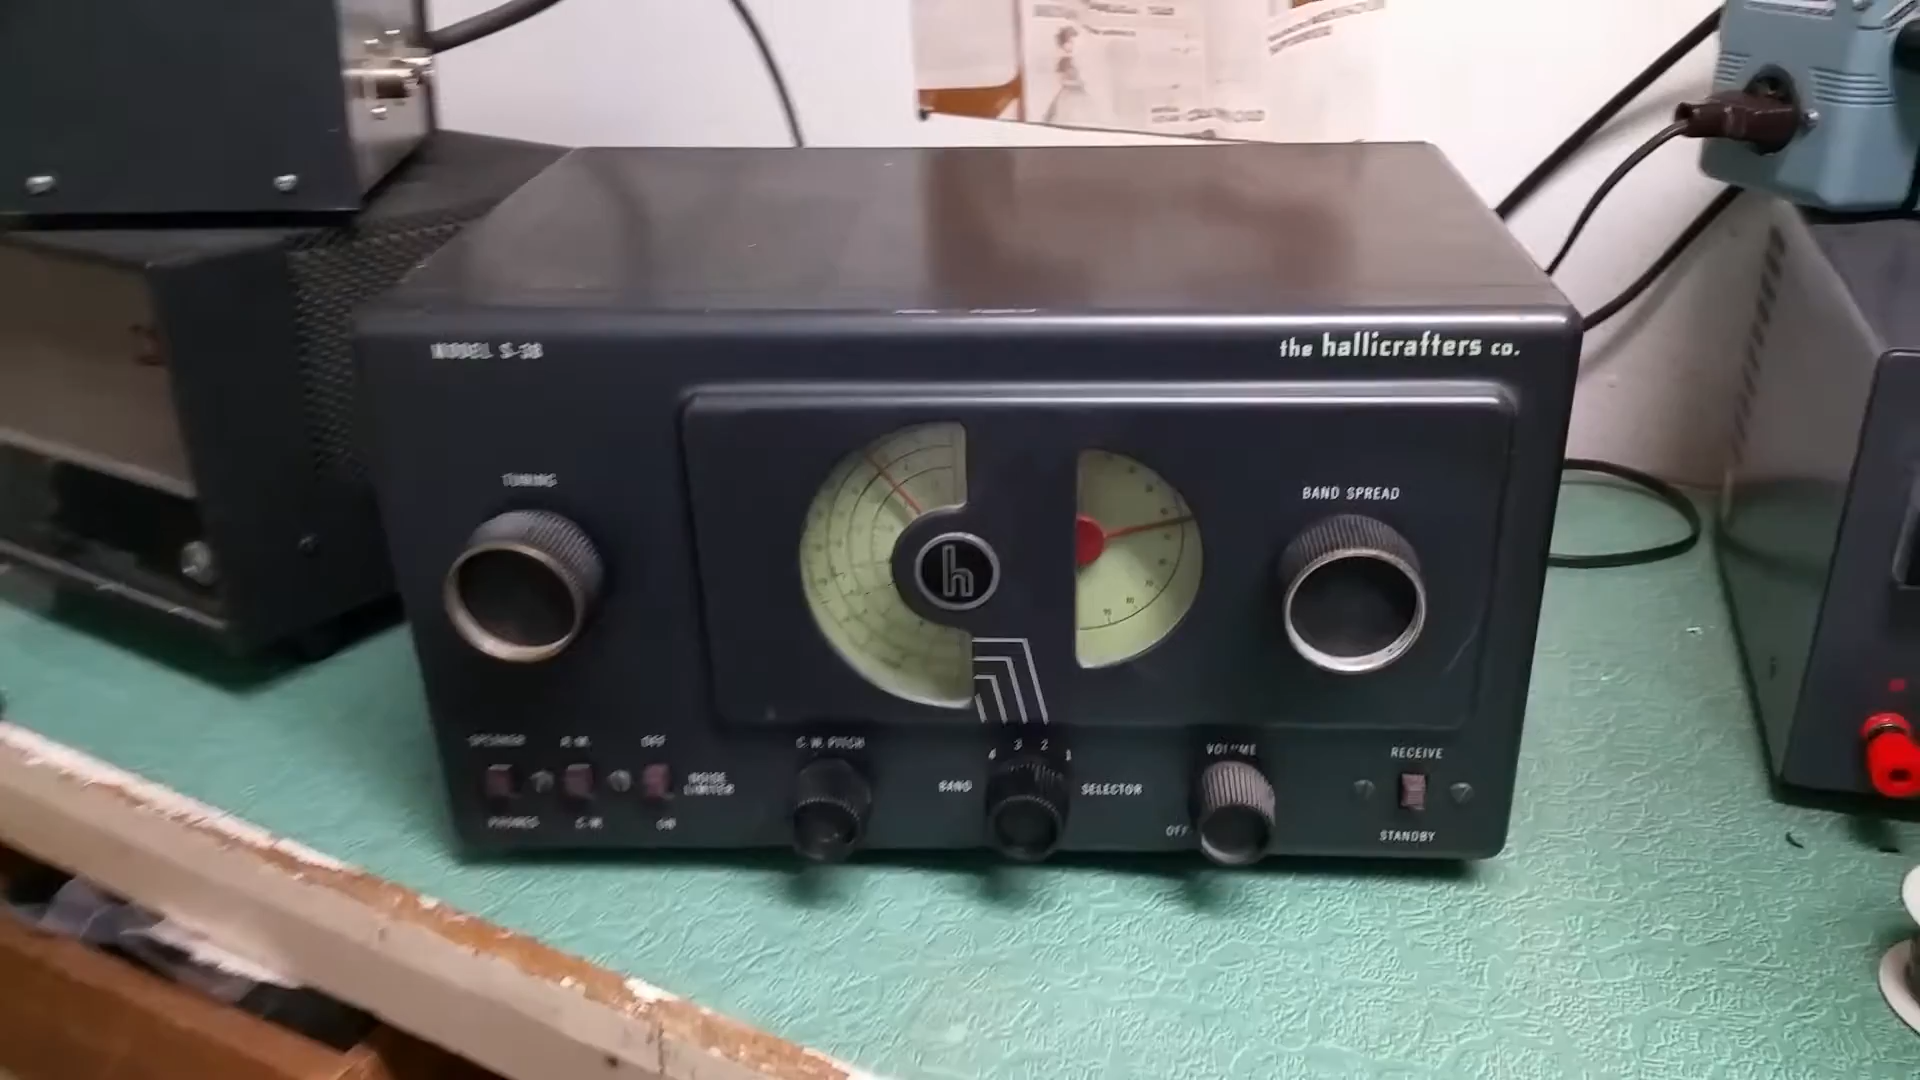 MODEL S-38
the hallicrafters co.
TUNING
BAND SPREAD
h
SPEAKER
A.M.
OFF
C.W. PITCH
4 3 2 1
VOLUME
RECEIVE
NOISE
LIMITER
BAND
SELECTOR
PHONES
C.W.
ON
OFF
STANDBY